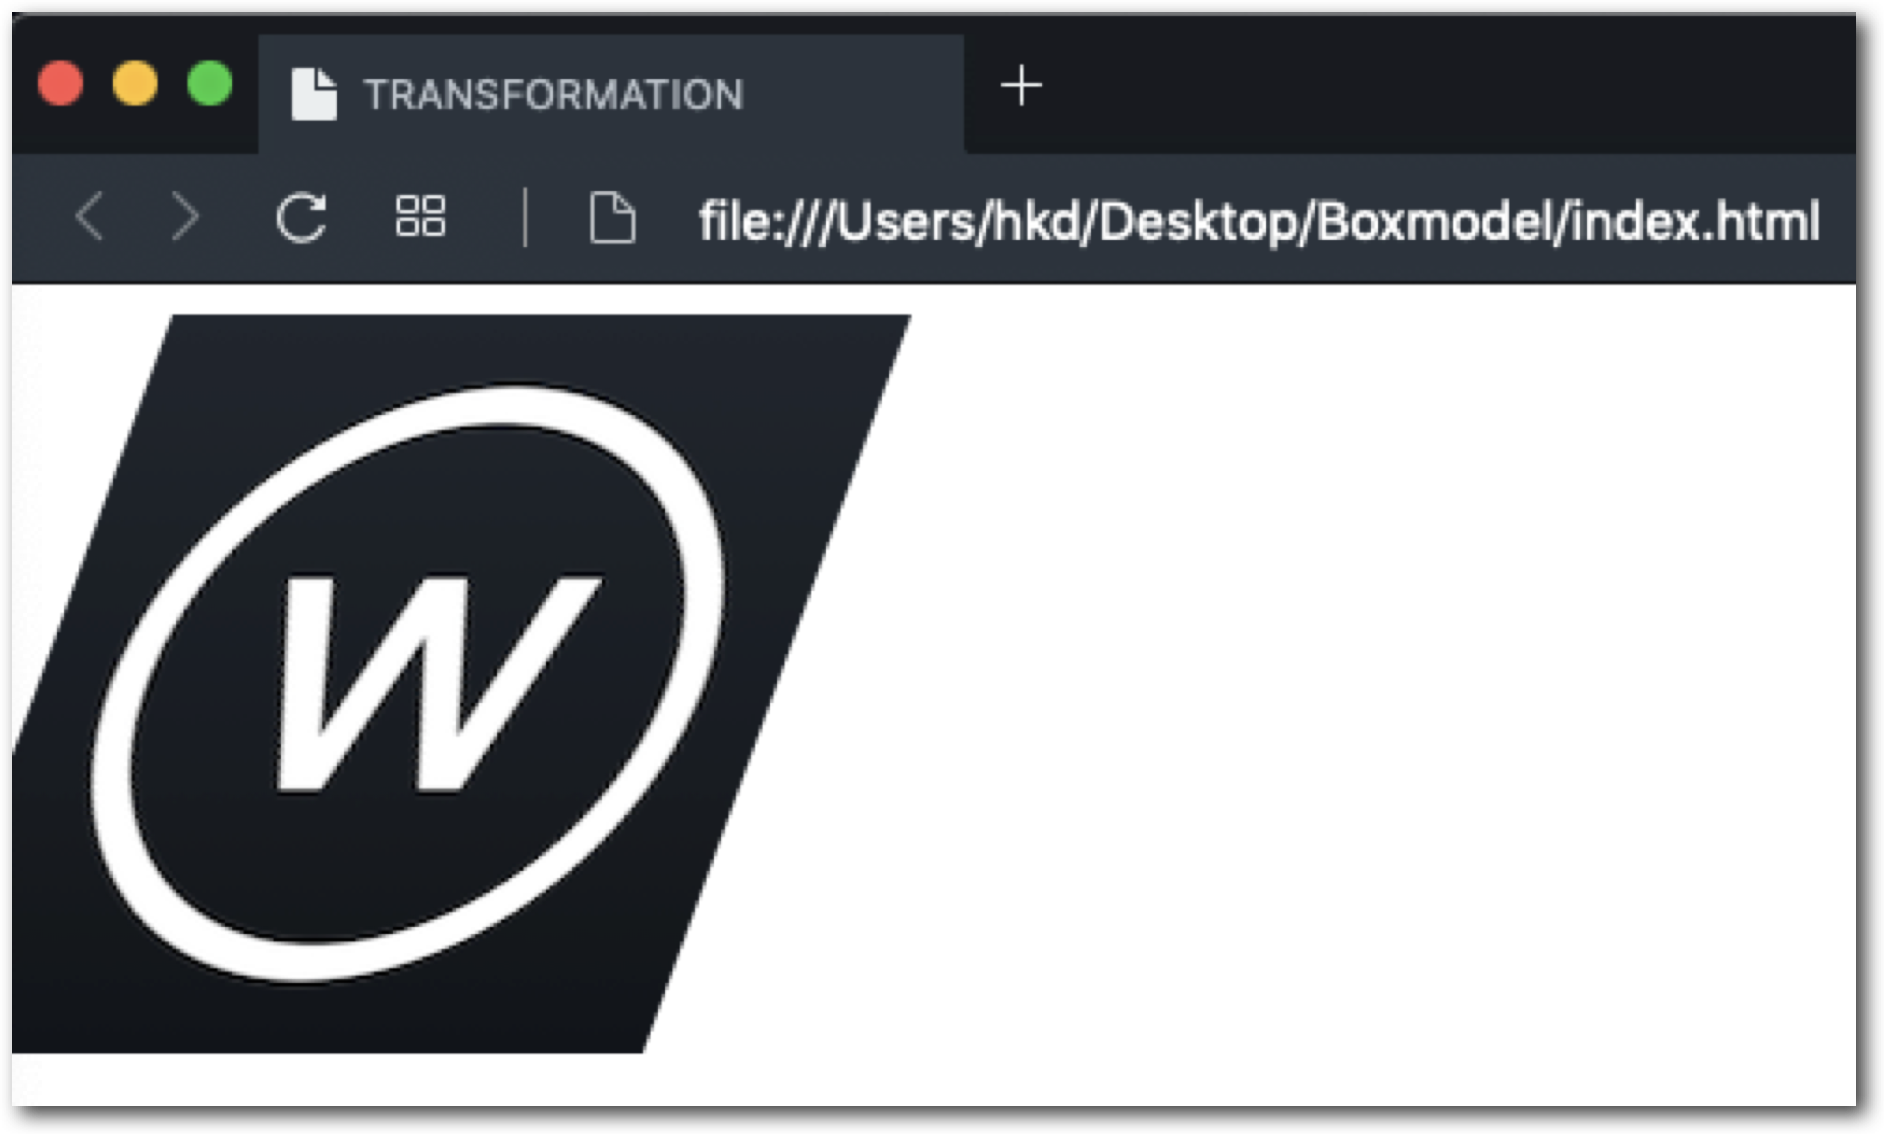 TRANSFORMATION
file:///Users/hkd/Desktop/Boxmodel/index.html
W